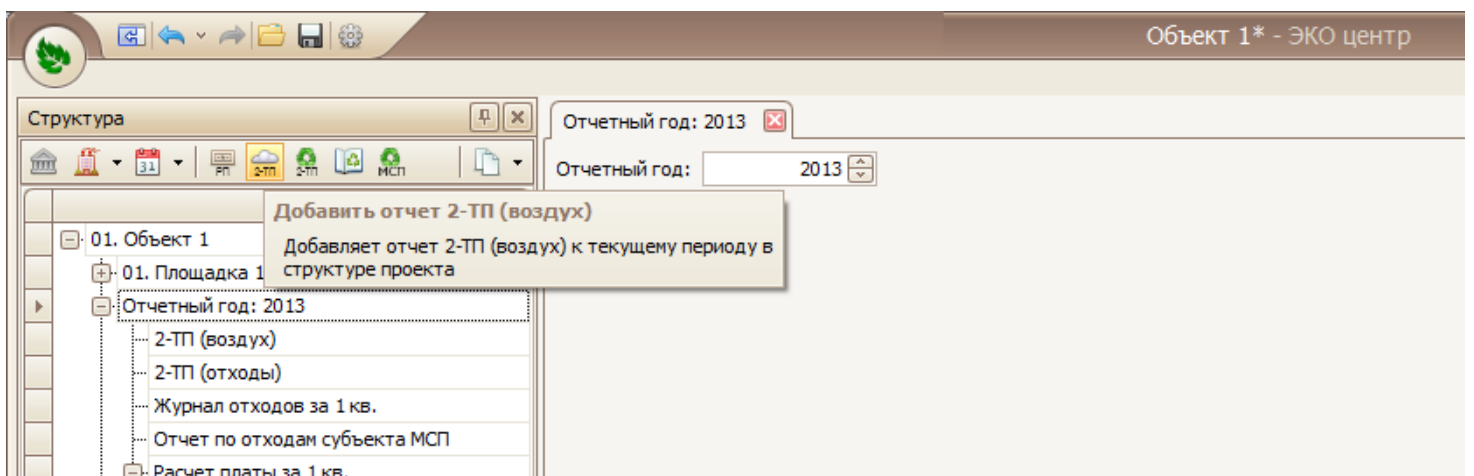 Объект 1* - ЭКО центр
Структура
Отчетный год: 2013
31
РП
2-ТП
2-ТП
МСП
Отчетный год: 2013
Добавить отчет 2-ТП (воздух)
Добавляет отчет 2-ТП (воздух) к текущему периоду в
структуре проекта
01. Объект 1
01. Площадка 1
Отчетный год: 2013
2-ТП (воздух)
2-ТП (отходы)
Журнал отходов за 1 кв.
Отчет по отходам субъекта МСП
Расчет платы за 1 кв.